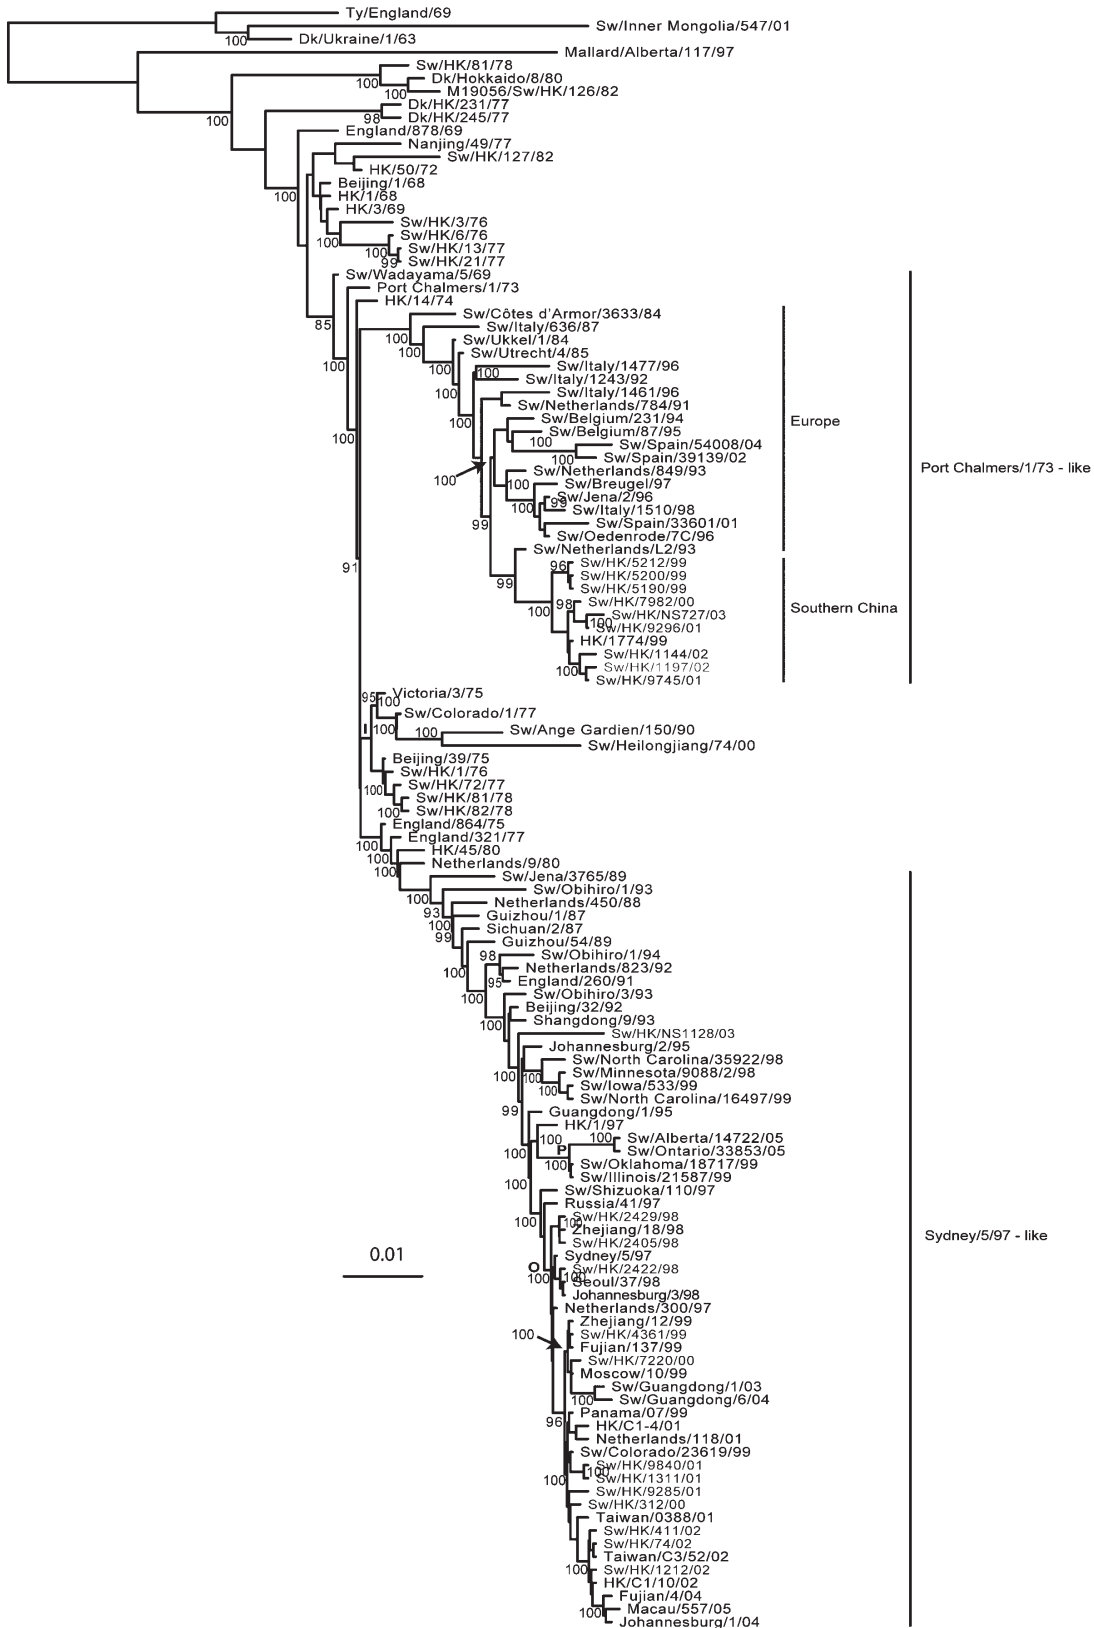 Ty/England/69
Sw/Inner Mongolia/547/01
100
Dk/Ukraine/1/63
Mallard/Alberta/117/97
Sw/HK/81/78
100
Dk/Hokkaido/8/80
100
M19056/Sw/HK/126/82
Dk/HK/231/77
100
98
Dk/HK/245/77
England/878/69
Nanjing/49/77
Sw/HK/127/82
HK/50/72
Beijing/1/68
100
HK/1/68
HK/3/69
Sw/HK/3/76
100
Sw/HK/6/76
100
Sw/HK/13/77
99
Sw/HK/21/77
Sw/Wadayama/5/69
Port Chalmers/1/73
HK/14/74
Sw/Côtes d'Armor/3633/84
85
Sw/Italy/636/87
100
Sw/Ukkel/1/84
100
Sw/Utrecht/4/85
100
100
Sw/Italy/1477/96
100
Sw/Italy/1243/92
100
Sw/Italy/1461/96
Sw/Netherlands/784/91
Sw/Belgium/231/94
100
Europe
Sw/Belgium/87/95
100
100
Sw/Spain/54008/04
Sw/Spain/39139/02
100
Sw/Netherlands/849/93
Port Chalmers/1/73 - like
100
100
Sw/Breugel/97
Sw/Jena/2/96
99
100
Sw/Italy/1510/98
Sw/Spain/33601/01
99
Sw/Oedenrode/7C/96
Sw/Netherlands/L2/93
Sw/HK/5212/99
91
96
Sw/HK/5200/99
99
Sw/HK/5190/99
Sw/HK/7982/00
98
100
Southern China
Sw/HK/NS727/03
100
Sw/HK/9296/01
HK/1774/99
Sw/HK/1144/02
Sw/HK/1197/02
100
Sw/HK/9745/01
Victoria/3/75
95
100
Sw/Colorado/1/77
I
100
100
Sw/Ange Gardien/150/90
Sw/Heilongjiang/74/00
Beijing/39/75
Sw/HK/1/76
Sw/HK/72/77
100
Sw/HK/81/78
100
Sw/HK/82/78
England/864/75
England/321/77
100
HK/45/80
100
Netherlands/9/80
100
Sw/Jena/3765/89
Sw/Obihiro/1/93
100
Netherlands/450/88
93
Guizhou/1/87
100
Sichuan/2/87
99
Guizhou/54/89
98
Sw/Obihiro/1/94
Netherlands/823/92
100
95
England/260/91
Sw/Obihiro/3/93
100
Beijing/32/92
Shangdong/9/93
100
Sw/HK/NS1128/03
Johannesburg/2/95
Sw/North Carolina/35922/98
100
100
Sw/Minnesota/9088/2/98
Sw/Iowa/533/99
100
Sw/North Carolina/16497/99
99
Guangdong/1/95
HK/1/97
100
100
Sw/Alberta/14722/05
100
P
Sw/Ontario/33853/05
100
Sw/Oklahoma/18717/99
Sw/Illinois/21587/99
100
Sw/Shizuoka/110/97
Russia/41/97
100
100
Sw/HK/2429/98
Zhejiang/18/98
Sydney/5/97 - like
Sw/HK/2405/98
0.01
Sydney/5/97
O
Sw/HK/2422/98
100
100
Seoul/37/98
Johannesburg/3/98
Netherlands/300/97
Zhejiang/12/99
100
Sw/HK/4361/99
Fujian/137/99
Sw/HK/7220/00
Moscow/10/99
Sw/Guangdong/1/03
100
Sw/Guangdong/6/04
Panama/07/99
96
HK/C1-4/01
Netherlands/118/01
Sw/Colorado/23619/99
Sw/HK/9840/01
100
100
Sw/HK/1311/01
Sw/HK/9285/01
Sw/HK/312/00
Taiwan/0388/01
Sw/HK/411/02
Sw/HK/74/02
Taiwan/C3/52/02
100
Sw/HK/1212/02
HK/C1/10/02
Fujian/4/04
100
Macau/557/05
Johannesburg/1/04